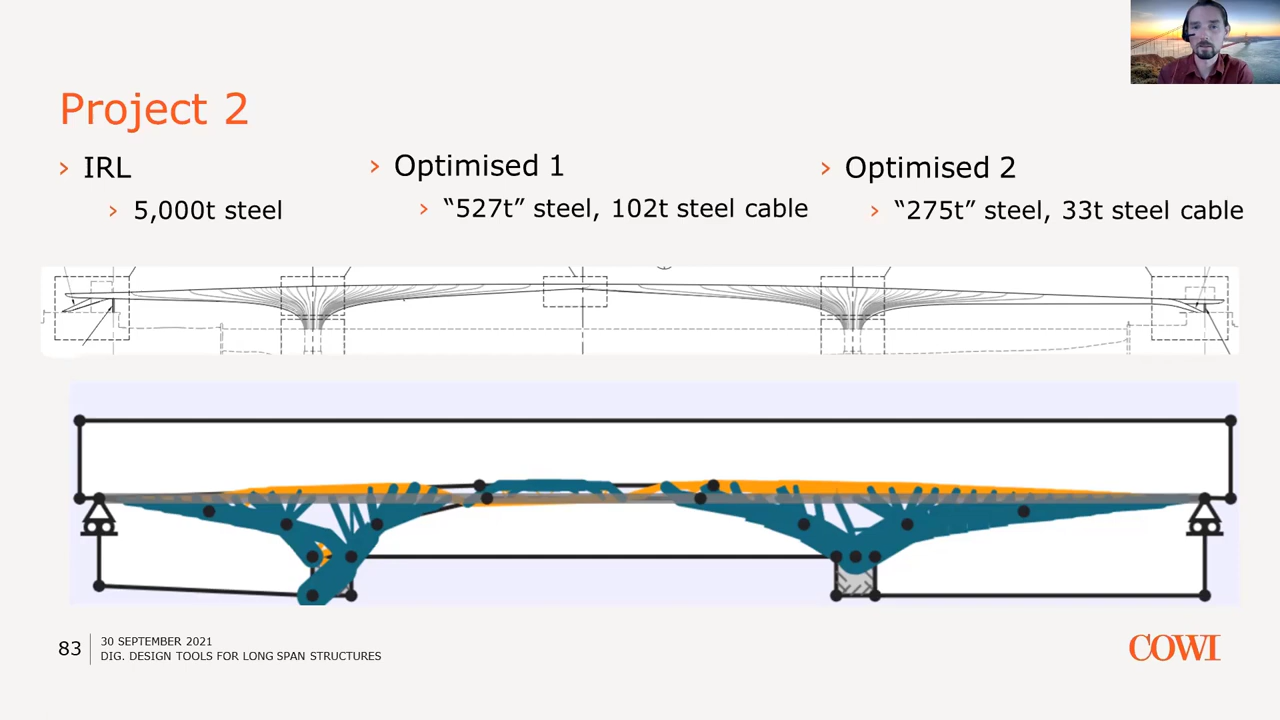 Project 2
› IRL
› 5,000t steel
› Optimised 1
› “527t” steel, 102t steel cable
› Optimised 2
› “275t” steel, 33t steel cable
83
30 SEPTEMBER 2021
DIG. DESIGN TOOLS FOR LONG SPAN STRUCTURES
COWI